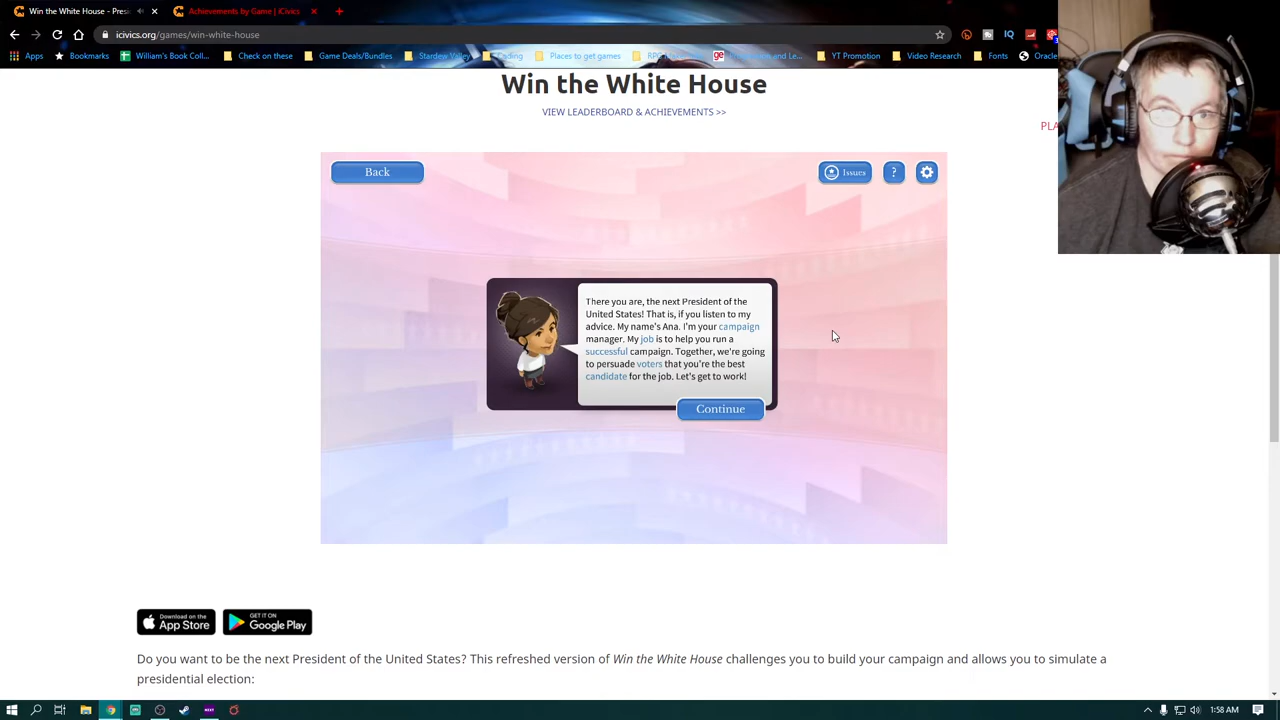 Win the White House - Pres
Achievements by Game | iCivics
icivics.org/games/win-white-house
Apps
Bookmarks
William's Book Coll...
Check on these
Game Deals/Bundles
Stardew Valley
Coding
Places to get games
YT Promotion
Video Research
Fonts
Oracle
Win the White House
VIEW LEADERBOARD & ACHIEVEMENTS >>
PLA
Back
Issues
?
There you are, the next President of the
United States! That is, if you listen to my
advice. My name's Ana. I'm your campaign
manager. My job is to help you run a
successful campaign. Together, we're going
to persuade voters that you're the best
candidate for the job. Let's get to work!
Continue
Download on the
App Store
GET IT ON
Google Play
Do you want to be the next President of the United States? This refreshed version of Win the White House challenges you to build your campaign and allows you to simulate a
presidential election:
1:58 AM